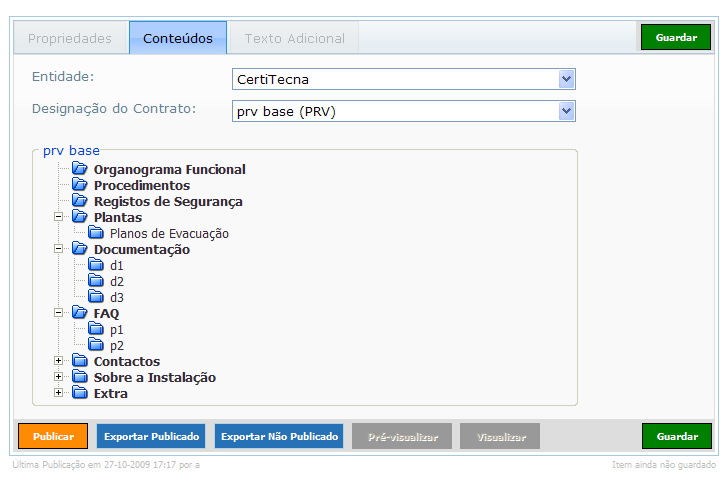 Propriedades Conteúdos Texto Adicional Guardar
Entidade: CertiTecna
Designação do Contrato: prv base (PRV)
prv base
Organograma Funcional
Procedimentos
Registos de Segurança
Plantas
Planos de Evacuação
Documentação
d1
d2
d3
FAQ
p1
p2
Contactos
Sobre a Instalação
Extra
Publicar Exportar Publicado Exportar Não Publicado Pré-visualizar Visualizar Guardar
Última Publicação em 27-10-2009 17:17 por a Item ainda não guardado